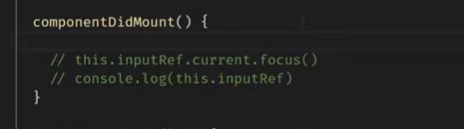 componentDidMount() {
// this.inputRef.current.focus()
// console.log(this.inputRef)
}